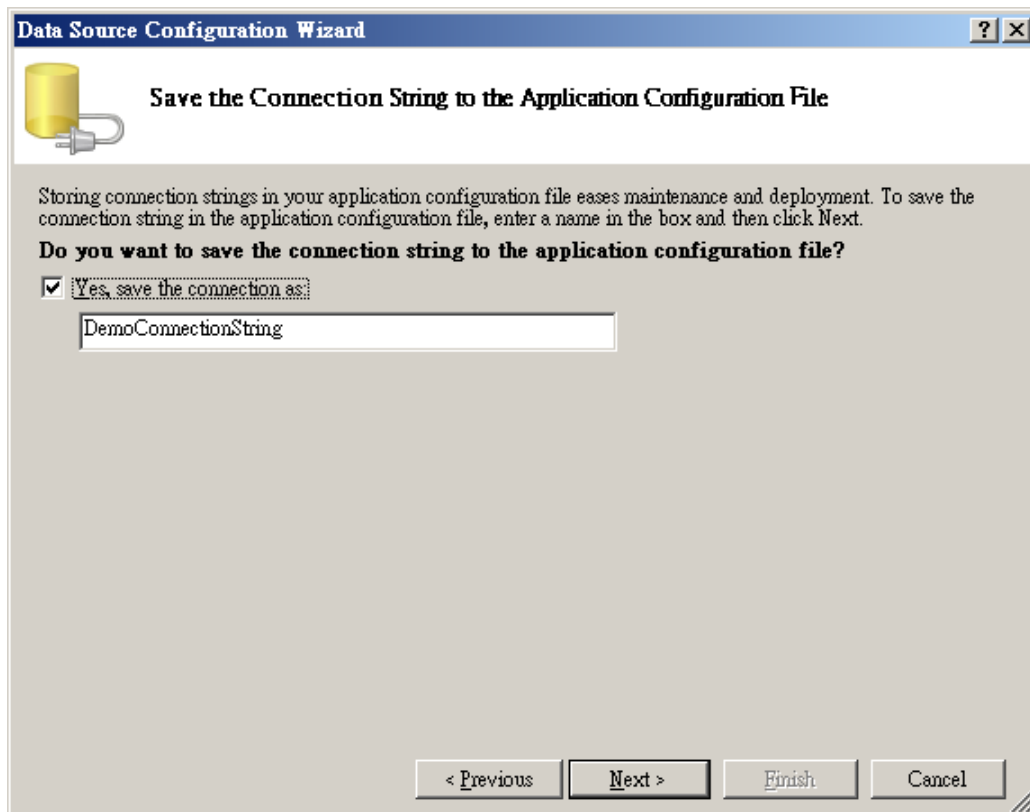 Data Source Configuration Wizard
Save the Connection String to the Application Configuration File
Storing connection strings in your application configuration file eases maintenance and deployment. To save the
connection string in the application configuration file, enter a name in the box and then click Next.
Do you want to save the connection string to the application configuration file?
Yes, save the connection as:
DemoConnectionString
< Previous Next > Finish Cancel